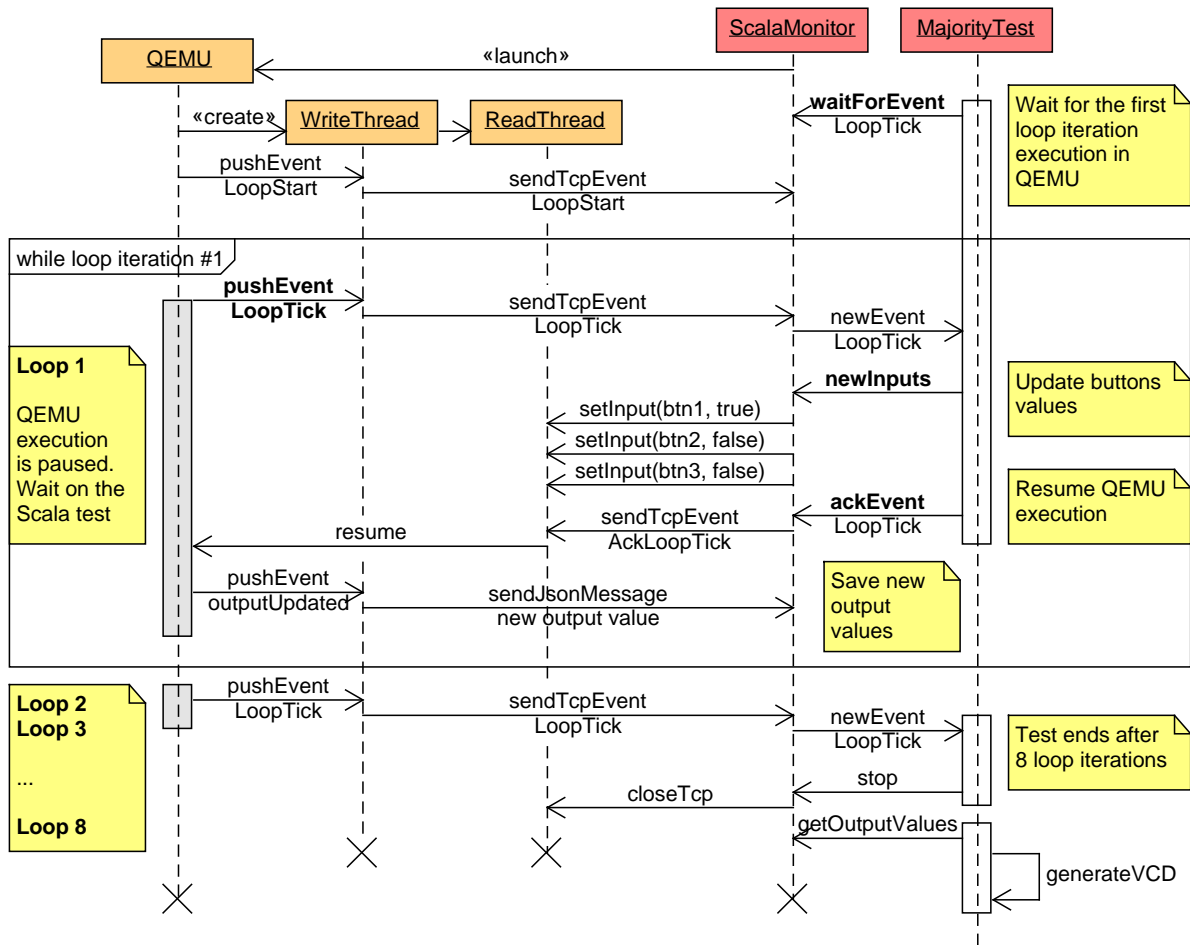 ScalaMonitor
MajorityTest
QEMU
«launch»
waitForEvent
LoopTick
Wait for the first
loop iteration
execution in
QEMU
«create»
WriteThread
ReadThread
pushEvent
LoopStart
sendTcpEvent
LoopStart
while loop iteration #1
pushEvent
LoopTick
sendTcpEvent
LoopTick
newEvent
LoopTick
Loop 1
QEMU
execution
is paused.
Wait on the
Scala test
newInputs
Update buttons
values
setInput(btn1, true)
setInput(btn2, false)
setInput(btn3, false)
ackEvent
LoopTick
Resume QEMU
execution
sendTcpEvent
AckLoopTick
resume
pushEvent
outputUpdated
sendJsonMessage
new output value
Save new
output
values
Loop 2
Loop 3
...
Loop 8
pushEvent
LoopTick
sendTcpEvent
LoopTick
newEvent
LoopTick
Test ends after
8 loop iterations
stop
closeTcp
getOutputValues
generateVCD